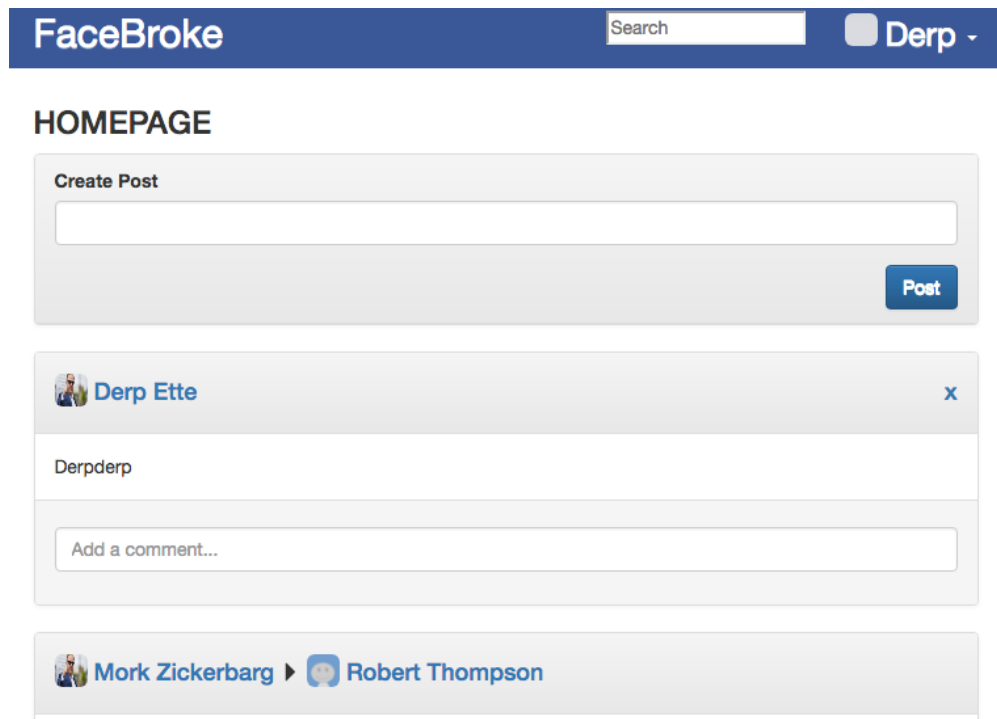 FaceBroke Search Derp
HOMEPAGE
Create Post
Post
Derp Ette x
Derpderp
Add a comment...
Mork Zickerbarg Robert Thompson